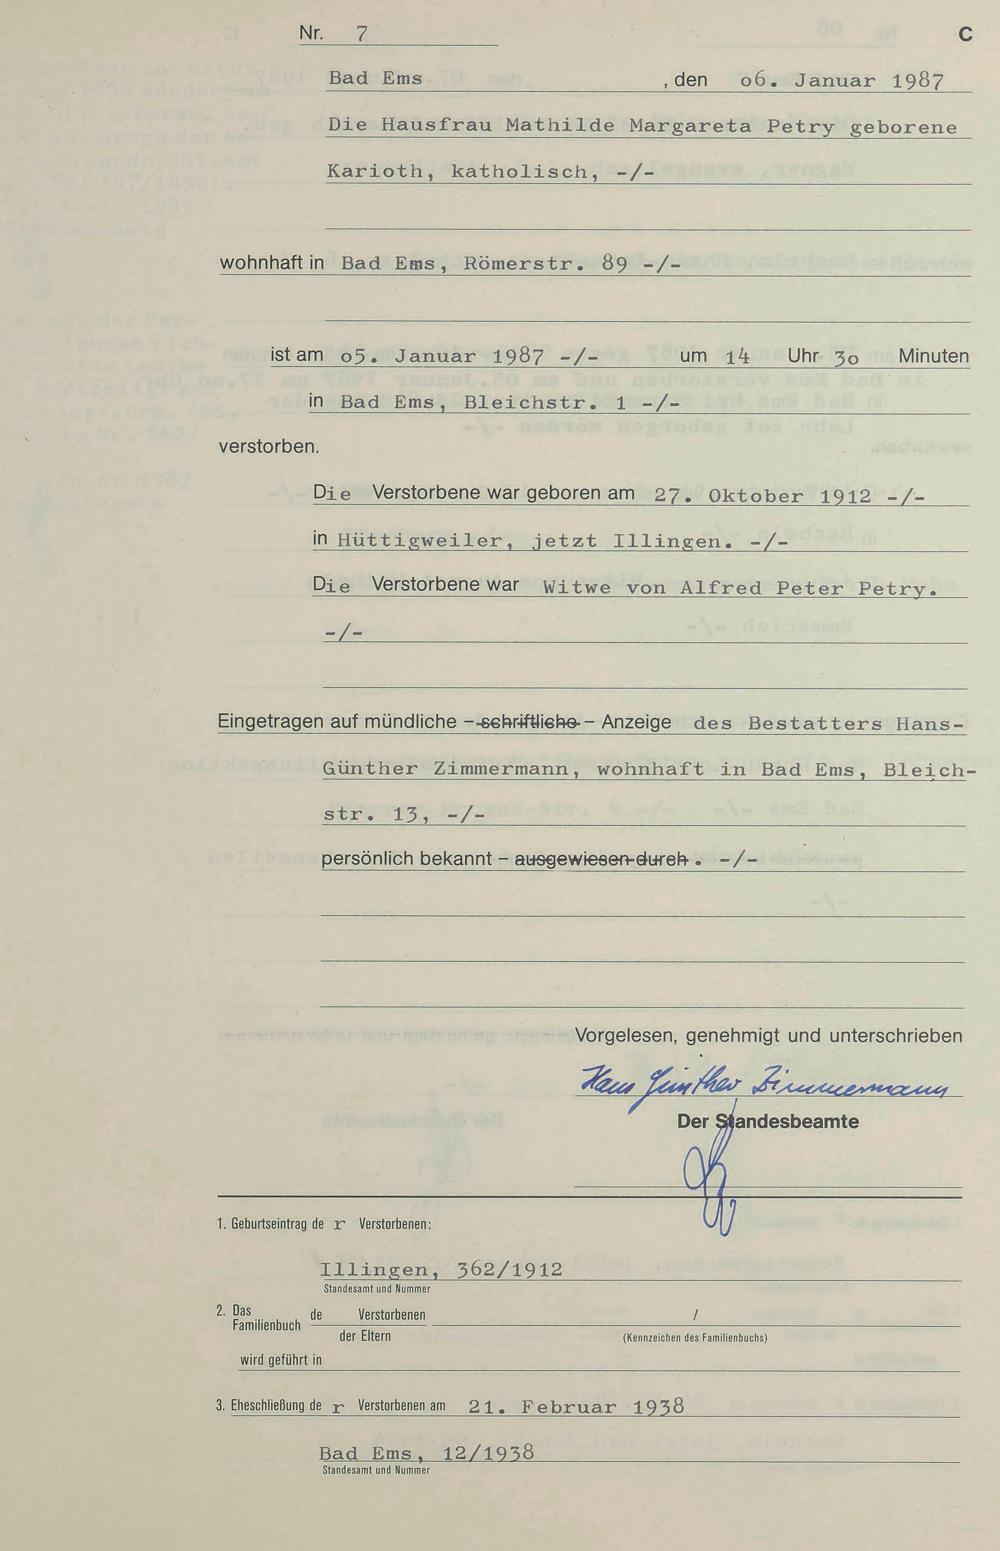 Nr. 7 C
Bad Ems , den o6. Januar 1987
Die Hausfrau Mathilde Margareta Petry geborene
Karioth, katholisch, -/-
wohnhaft in Bad Ems, Römerstr. 89 -/-
ist am o5. Januar 1987 -/- um 14 Uhr 3o Minuten
in Bad Ems, Bleichstr. 1 -/-
verstorben.
Die Verstorbene war geboren am 27. Oktober 1912 -/-
in Hüttigweiler, jetzt Illingen. -/-
Die Verstorbene war Witwe von Alfred Peter Petry.
-/-
Eingetragen auf mündliche – schriftliche – Anzeige des Bestatters Hans-
Günther Zimmermann, wohnhaft in Bad Ems, Bleich-
str. 13, -/-
persönlich bekannt – ausgewiesen durch . -/-
Vorgelesen, genehmigt und unterschrieben
Hans Günther Zimmermann
Der Standesbeamte
1. Geburtseintrag de r Verstorbenen:
Illingen, 362/1912
Standesamt und Nummer
2. Das Familienbuch de Verstorbenen /
der Eltern (Kennzeichen des Familienbuchs)
wird geführt in
3. Eheschließung de r Verstorbenen am 21. Februar 1938
Bad Ems, 12/1938
Standesamt und Nummer